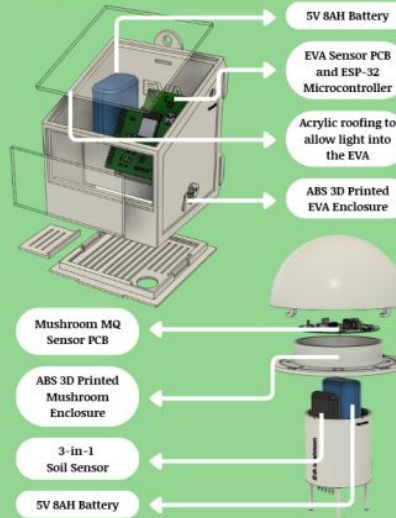 5V 8AH Battery
EVA Sensor PCB
and ESP-32
Microcontroller
EVA
Acrylic roofing to
allow light into
the EVA
ABS 3D Printed
EVA Enclosure
Mushroom MQ
Sensor PCB
ABS 3D Printed
Mushroom
Enclosure
3-in-1
Soil Sensor
5V 8AH Battery